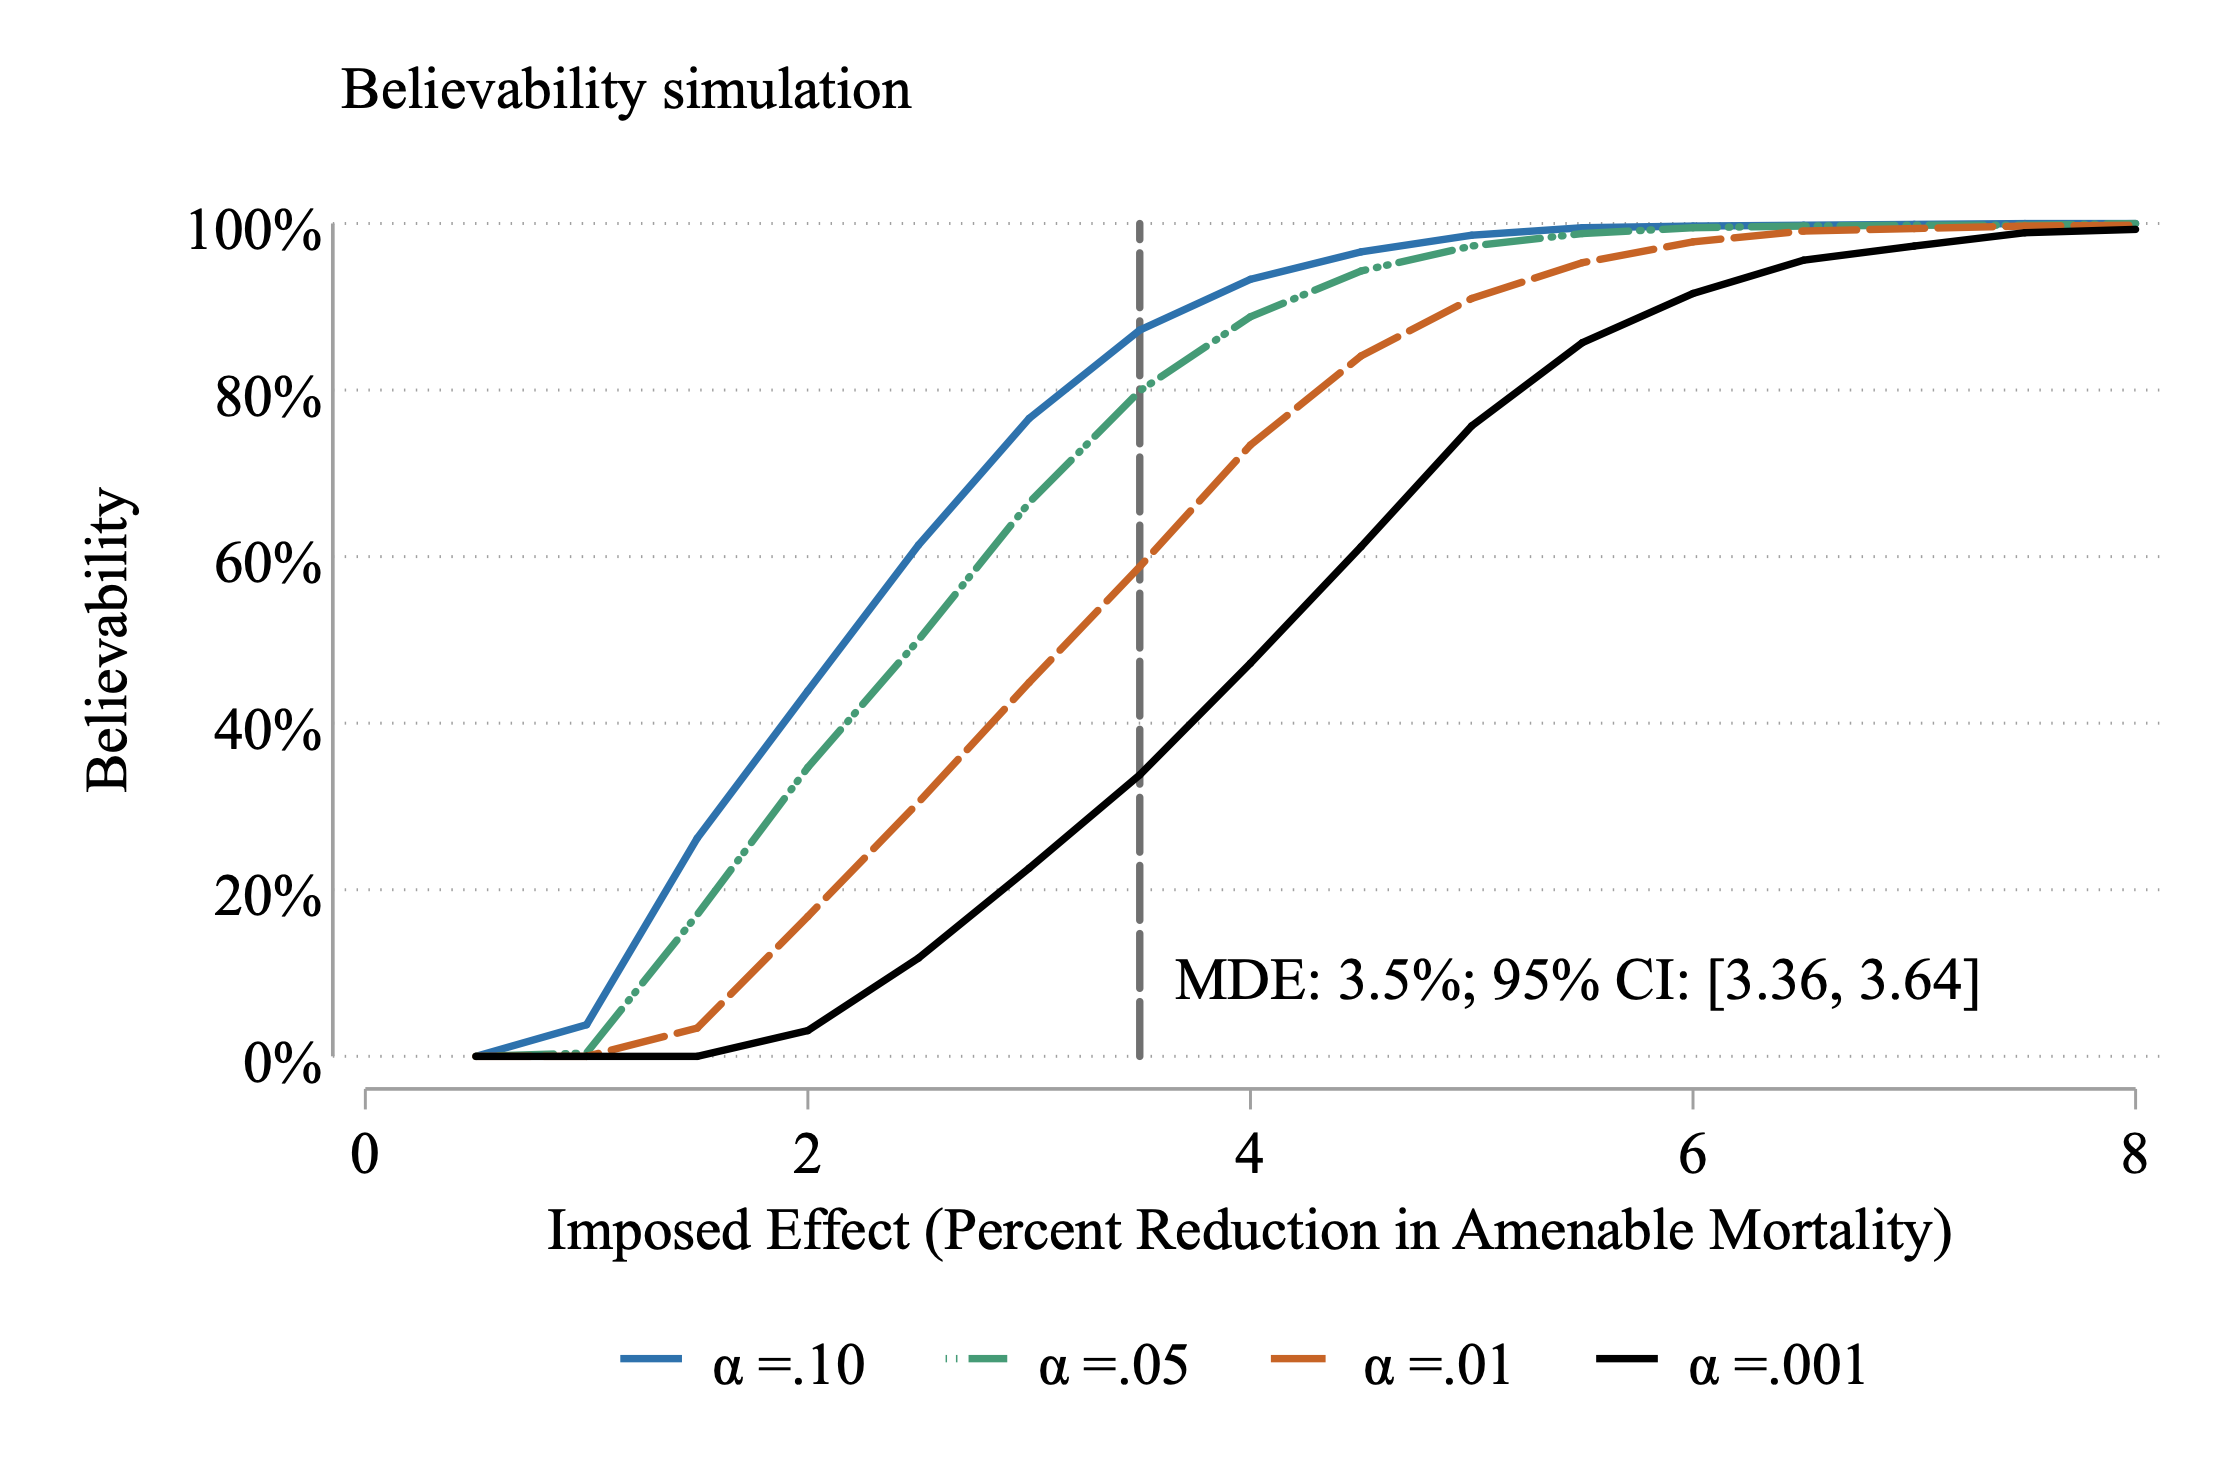 Believability simulation
Believability
100%
80%
60%
40%
20%
0%
MDE: 3.5%; 95% CI: [3.36, 3.64]
0 2 4 6 8
Imposed Effect (Percent Reduction in Amenable Mortality)
α =.10 α =.05 α =.01 α =.001